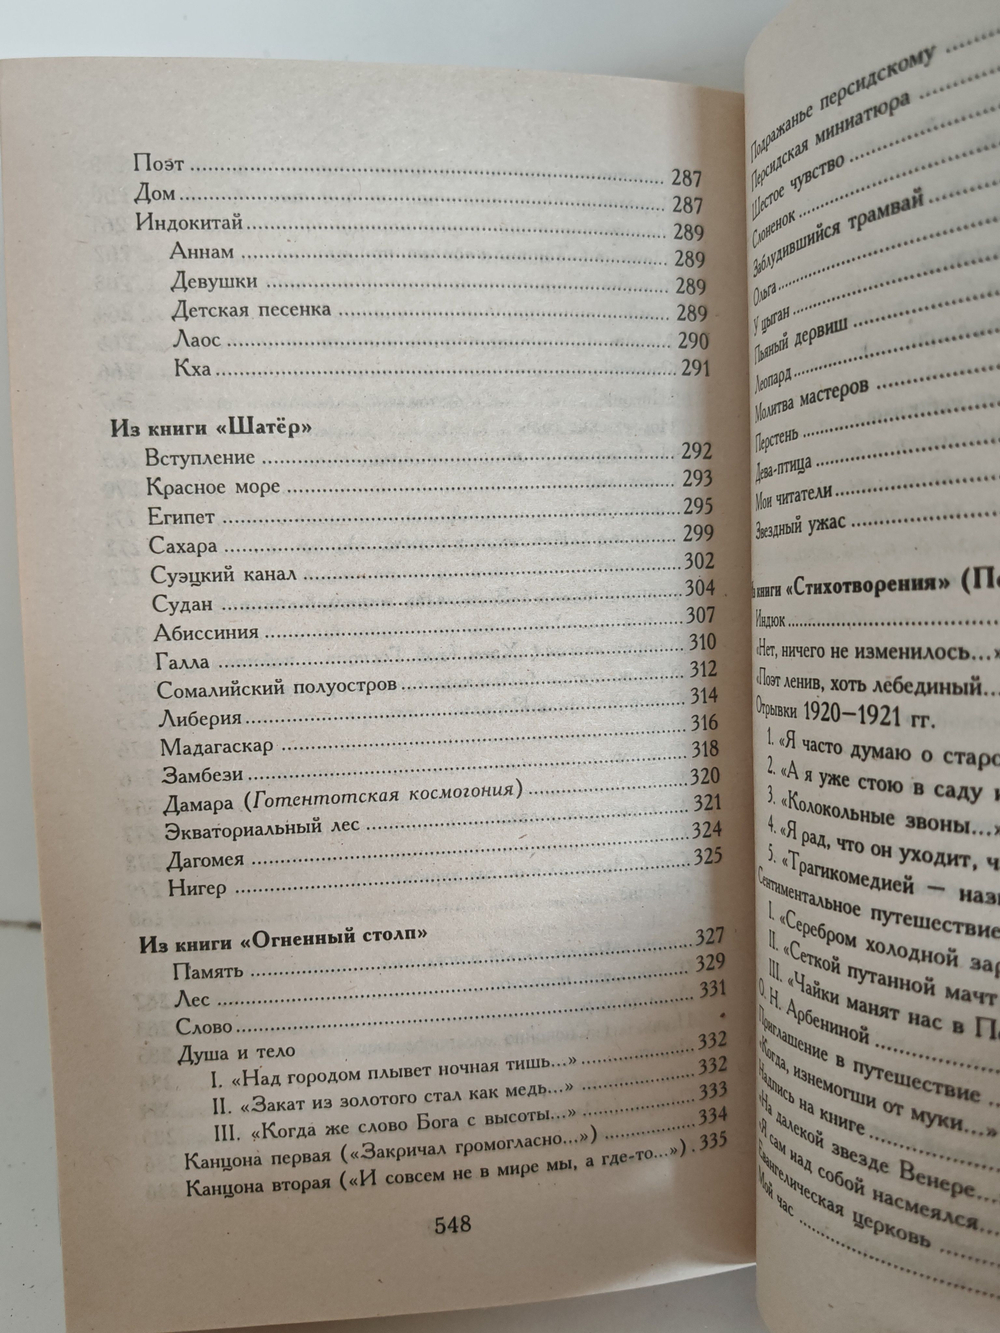 Поэт ........ 287
Дом ........ 287
Индокитай ........ 289
Аннам ........ 289
Девушки ........ 289
Детская песенка ........ 289
Лаос ........ 290
Кха ........ 291
Из книги «Шатёр»
Вступление ........ 292
Красное море ........ 293
Египет ........ 295
Сахара ........ 299
Суэцкий канал ........ 302
Судан ........ 304
Абиссиния ........ 307
Галла ........ 310
Сомалийский полуостров ........ 312
Либерия ........ 314
Мадагаскар ........ 316
Замбези ........ 318
Дамара (Готентотская космогония) ........ 320
Экваториальный лес ........ 321
Дагомея ........ 324
Нигер ........ 325
Из книги «Огненный столп»
Память ........ 327
Лес ........ 329
Слово ........ 331
Душа и тело
I. «Над городом плывет ночная тишь...» ........ 332
II. «Закат из золотого стал как медь...» ........ 332
III. «Когда же слово Бога с высоты...» ........ 333
Канцона первая («Закричал громогласно...») ........ 334
Канцона вторая («И совсем не в мире мы, а где-то...») . 335
548
Подражанье персидскому ........
Персидская миниатюра ........
Шестое чувство ........
Слоненок ........
Заблудившийся трамвай ........
Ольга ........
У цыган ........
Пьяный дервиш ........
Леопард ........
Молитва мастеров ........
Перстень ........
Дева-птица ........
Мои читатели ........
Звездный ужас ........
книги «Стихотворения» (По
Индюк ........
«Нет, ничего не изменилось...»
«Поэт ленив, хоть лебединый...
Отрывки 1920—1921 гг.
1. «Я часто думаю о старо
2. «А я уже стою в саду и
3. «Колокольные звоны...»
4. «Я рад, что он уходит, ч
5. «Трагикомедией — назв
Сентиментальное путешествие
I. «Серебром холодной зар
II. «Сеткой путанной мачт
III. «Чайки манят нас в По
О. Н. Арбениной ........
Приглашение в путешествие ........
«Когда, изнемогши от муки...»
Надпись на книге ........
«На далекой звезде Венере...
«Я сам над собой насмеялся...
Евангелическая церковь ........
Мой час ........